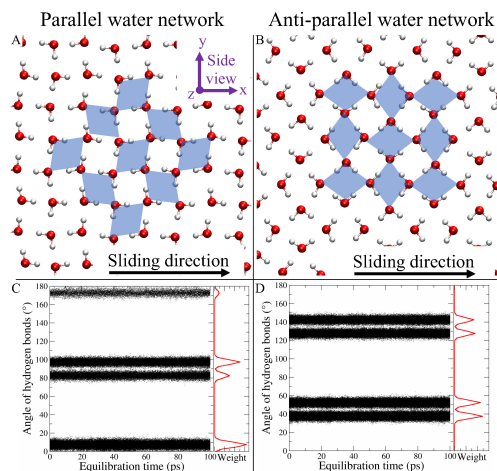 Parallel water network
Anti-parallel water network
A
B
y
Side
view
z
x
Sliding direction
Sliding direction
C
D
Angle of hydrogen bonds (°)
180
160
140
120
100
80
60
40
20
0
0 20 40 60 80 100
Weight
Equilibration time (ps)
Angle of hydrogen bonds (°)
180
160
140
120
100
80
60
40
20
0
0 20 40 60 80 100
Weight
Equilibration time (ps)